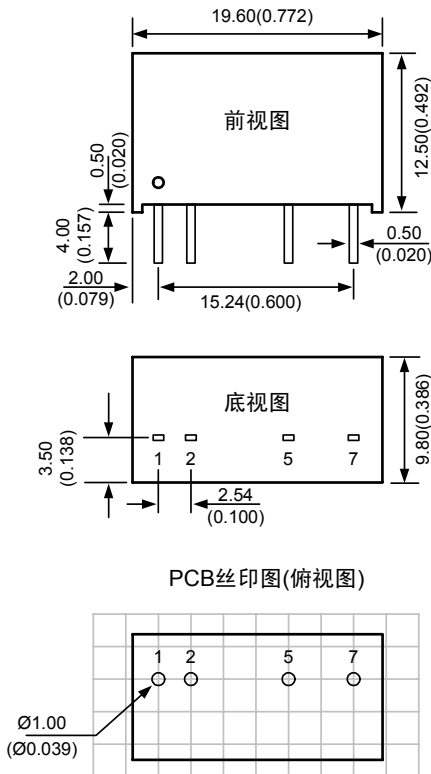 19.60(0.772)
前视图
12.50(0.492)
0.50
(0.020)
4.00
(0.157)
2.00
(0.079)
15.24(0.600)
0.50
(0.020)
底视图
9.80(0.386)
3.50
(0.138)
1 2 5 7
2.54
(0.100)
PCB丝印图(俯视图)
1 2 5 7
Ø1.00
(Ø0.039)